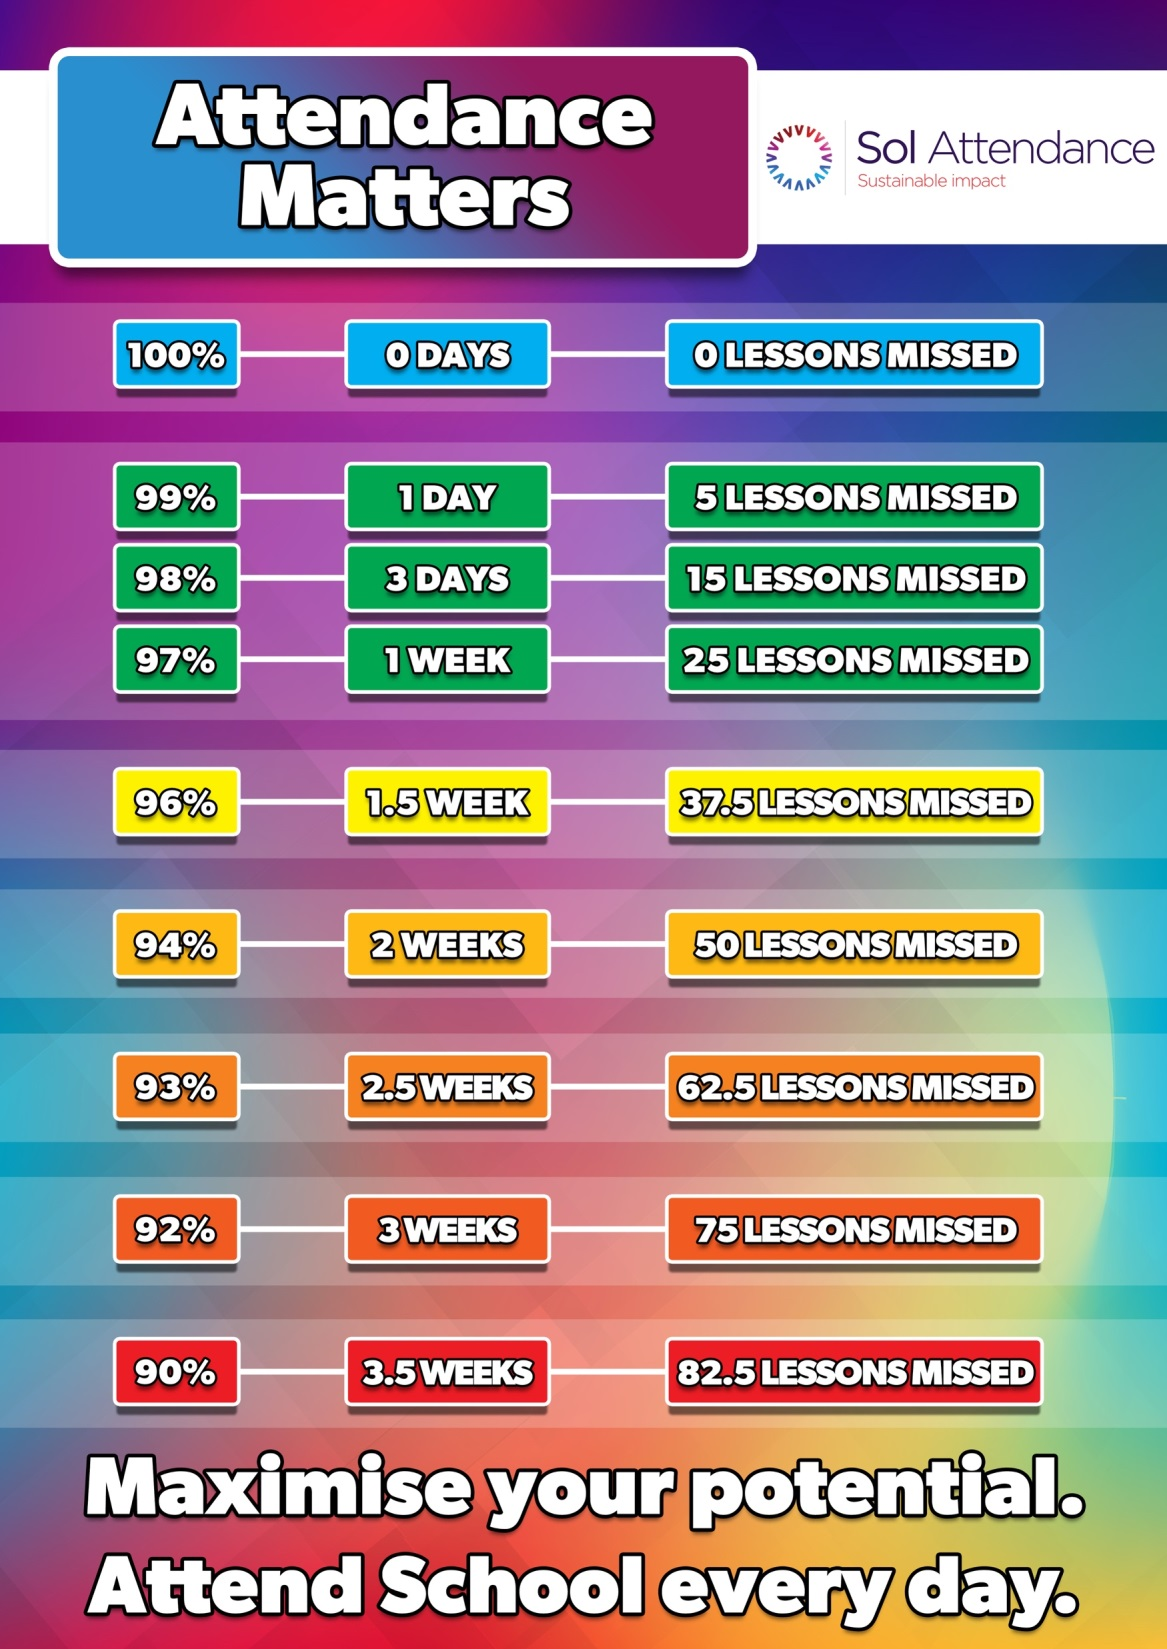 Attendance
Matters
Sol Attendance
Sustainable impact
100% 0 DAYS 0 LESSONS MISSED
99% 1 DAY 5 LESSONS MISSED
98% 3 DAYS 15 LESSONS MISSED
97% 1 WEEK 25 LESSONS MISSED
96% 1.5 WEEK 37.5 LESSONS MISSED
94% 2 WEEKS 50 LESSONS MISSED
93% 2.5 WEEKS 62.5 LESSONS MISSED
92% 3 WEEKS 75 LESSONS MISSED
90% 3.5 WEEKS 82.5 LESSONS MISSED
Maximise your potential.
Attend School every day.